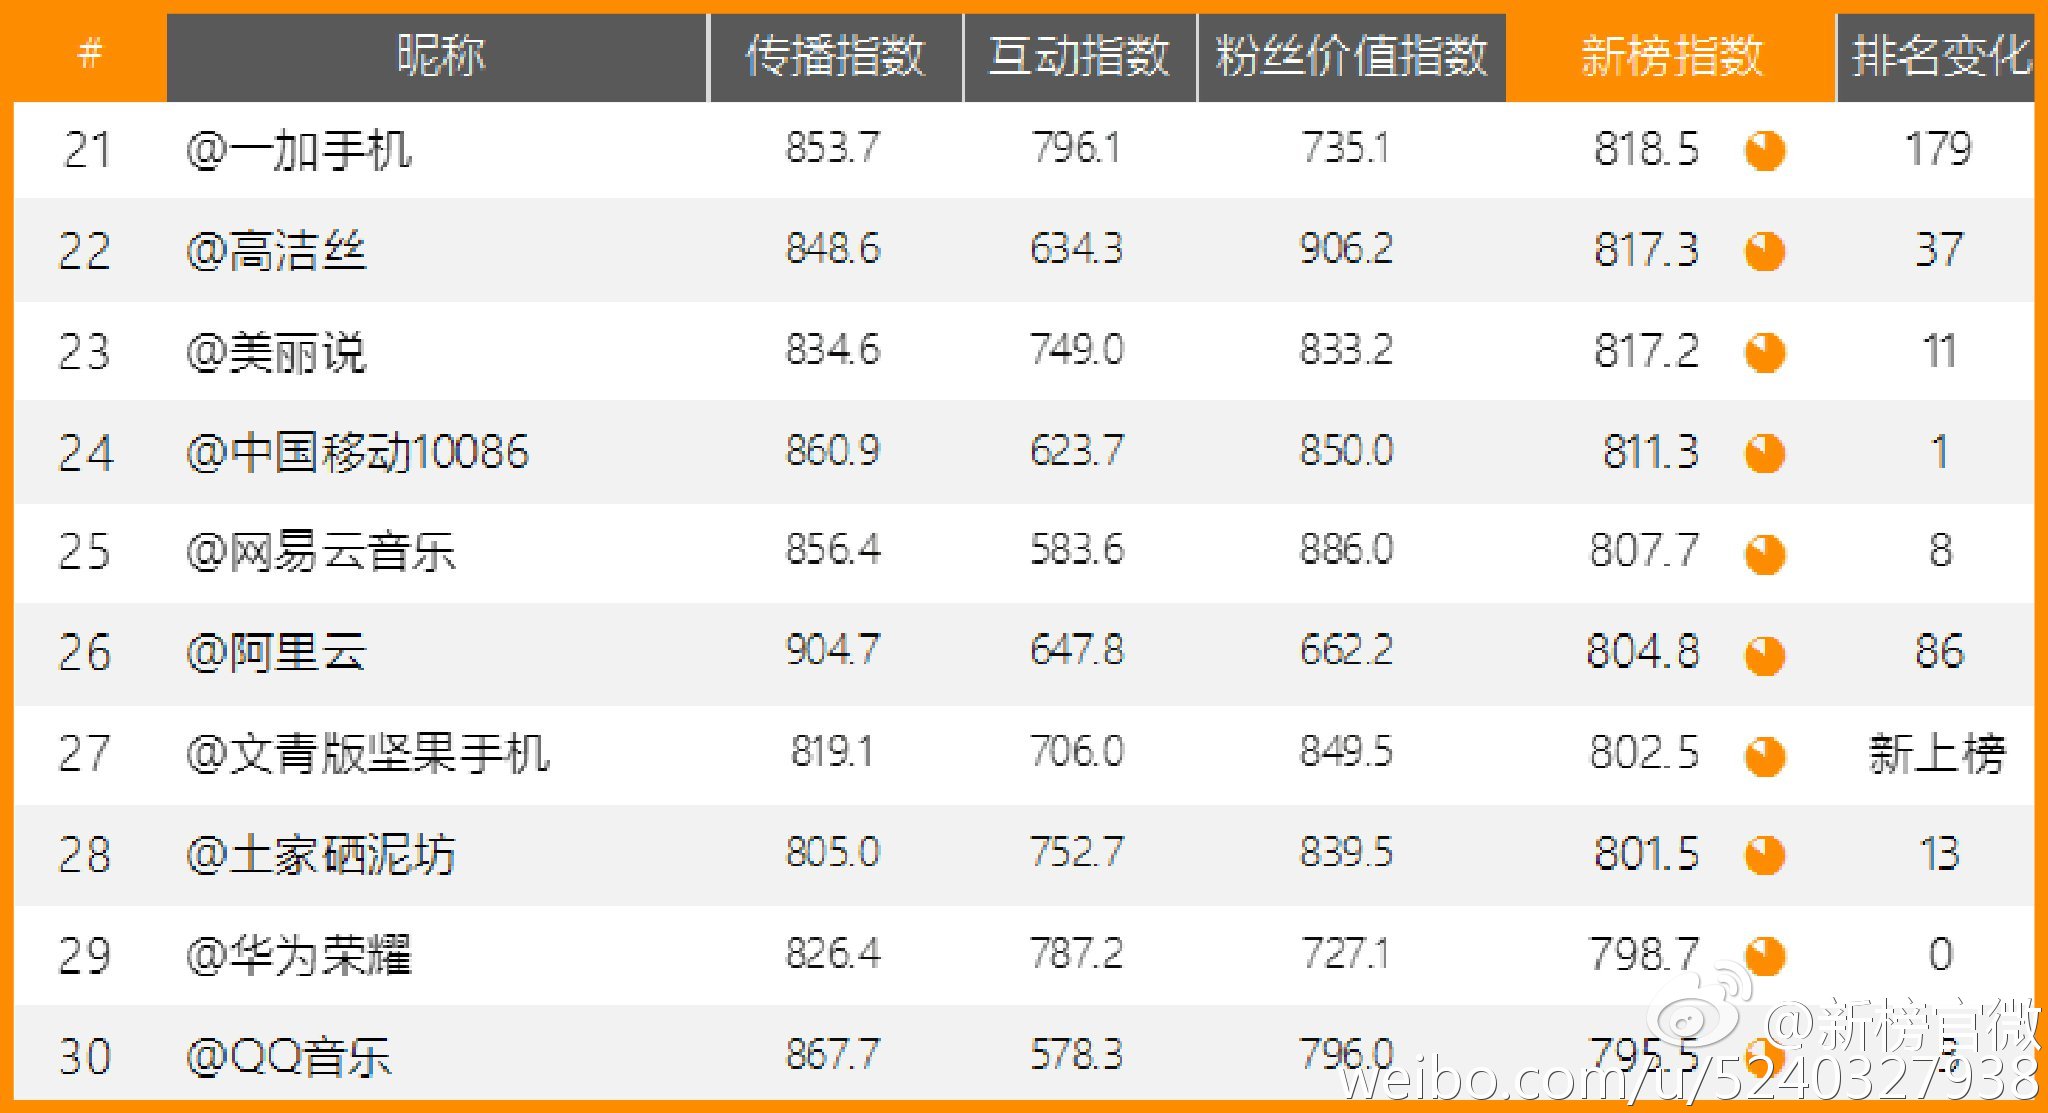 # 昵称 传播指数 互动指数 粉丝价值指数 新榜指数 排名变化
21 @一加手机 853.7 796.1 735.1 818.5 179
22 @高洁丝 848.6 634.3 906.2 817.3 37
23 @美丽说 834.6 749.0 833.2 817.2 11
24 @中国移动10086 860.9 623.7 850.0 811.3 1
25 @网易云音乐 856.4 583.6 886.0 807.7 8
26 @阿里云 904.7 647.8 662.2 804.8 86
27 @文青版坚果手机 819.1 706.0 849.5 802.5 新上榜
28 @土家硒泥坊 805.0 752.7 839.5 801.5 13
29 @华为荣耀 826.4 787.2 727.1 798.7 0
30 @QQ音乐 867.7 578.3 796.0 795.5
@新榜官微
weibo.com/u/5240327938